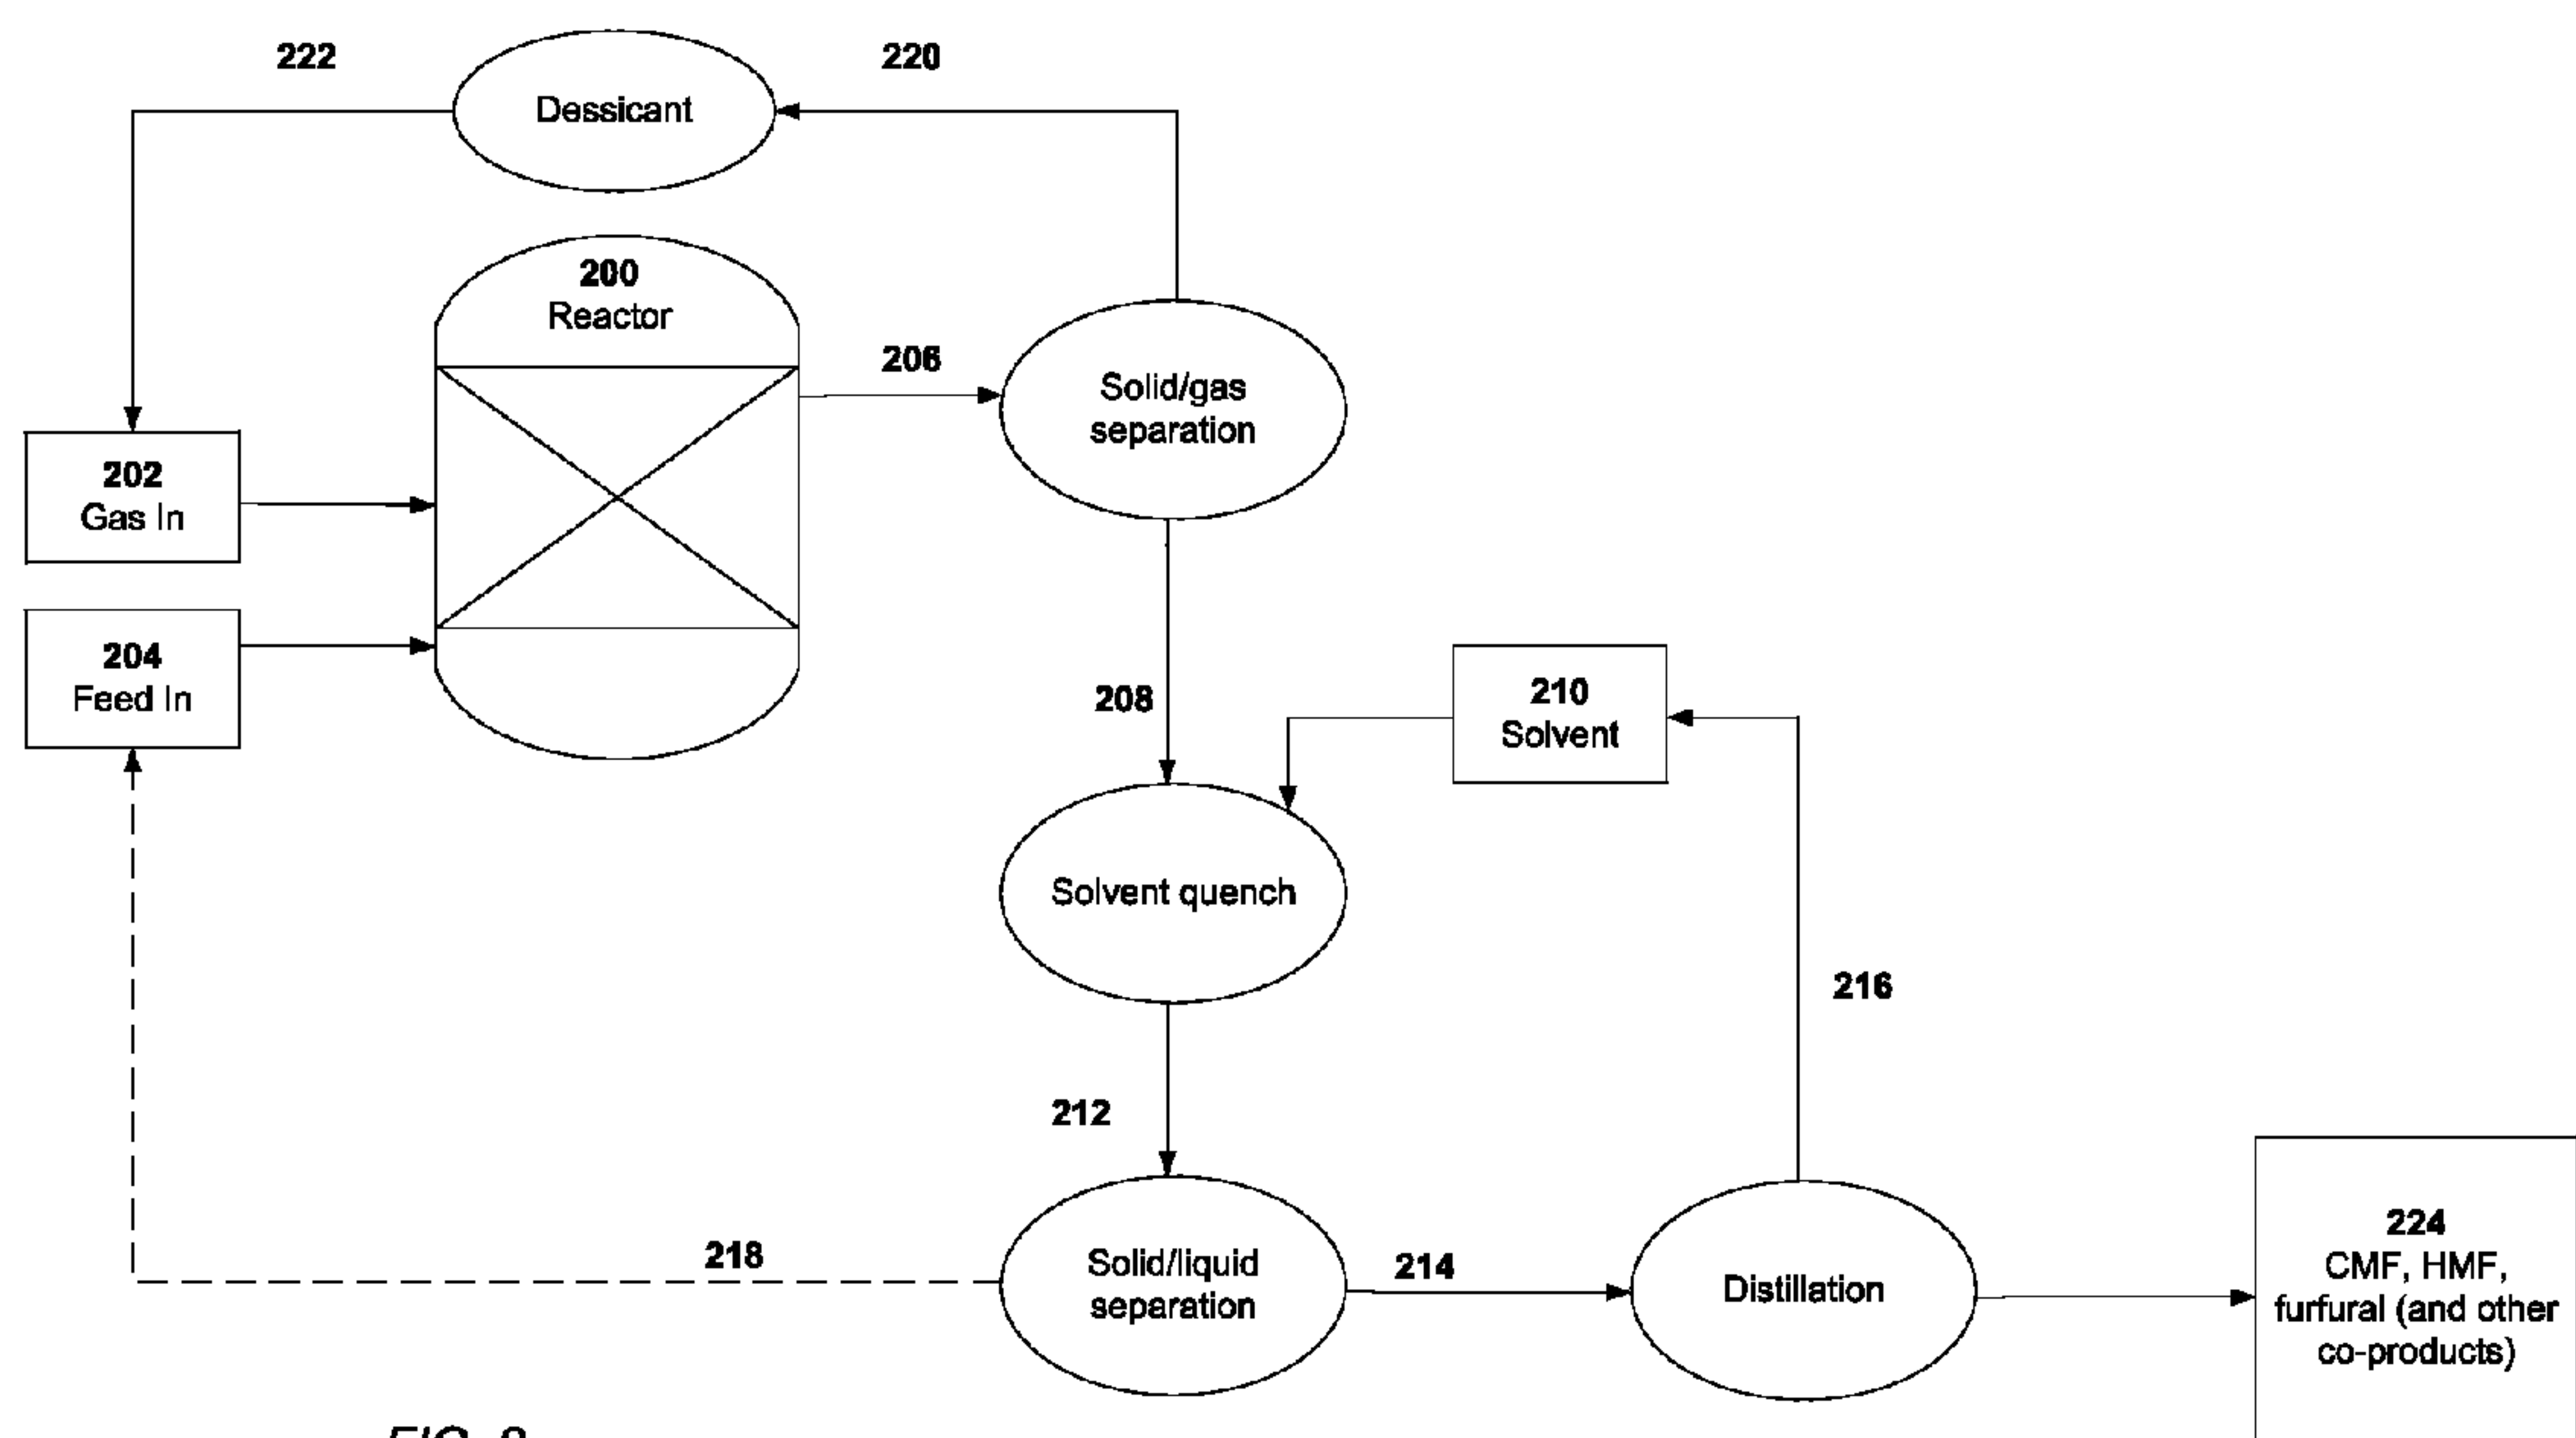 222
220
Dessicant
200
Reactor
206
Solid/gas
separation
202
Gas In
204
Feed In
208
210
Solvent
Solvent quench
216
212
218
Solid/liquid
separation
214
Distillation
224
CMF, HMF,
furfural (and other
co-products)